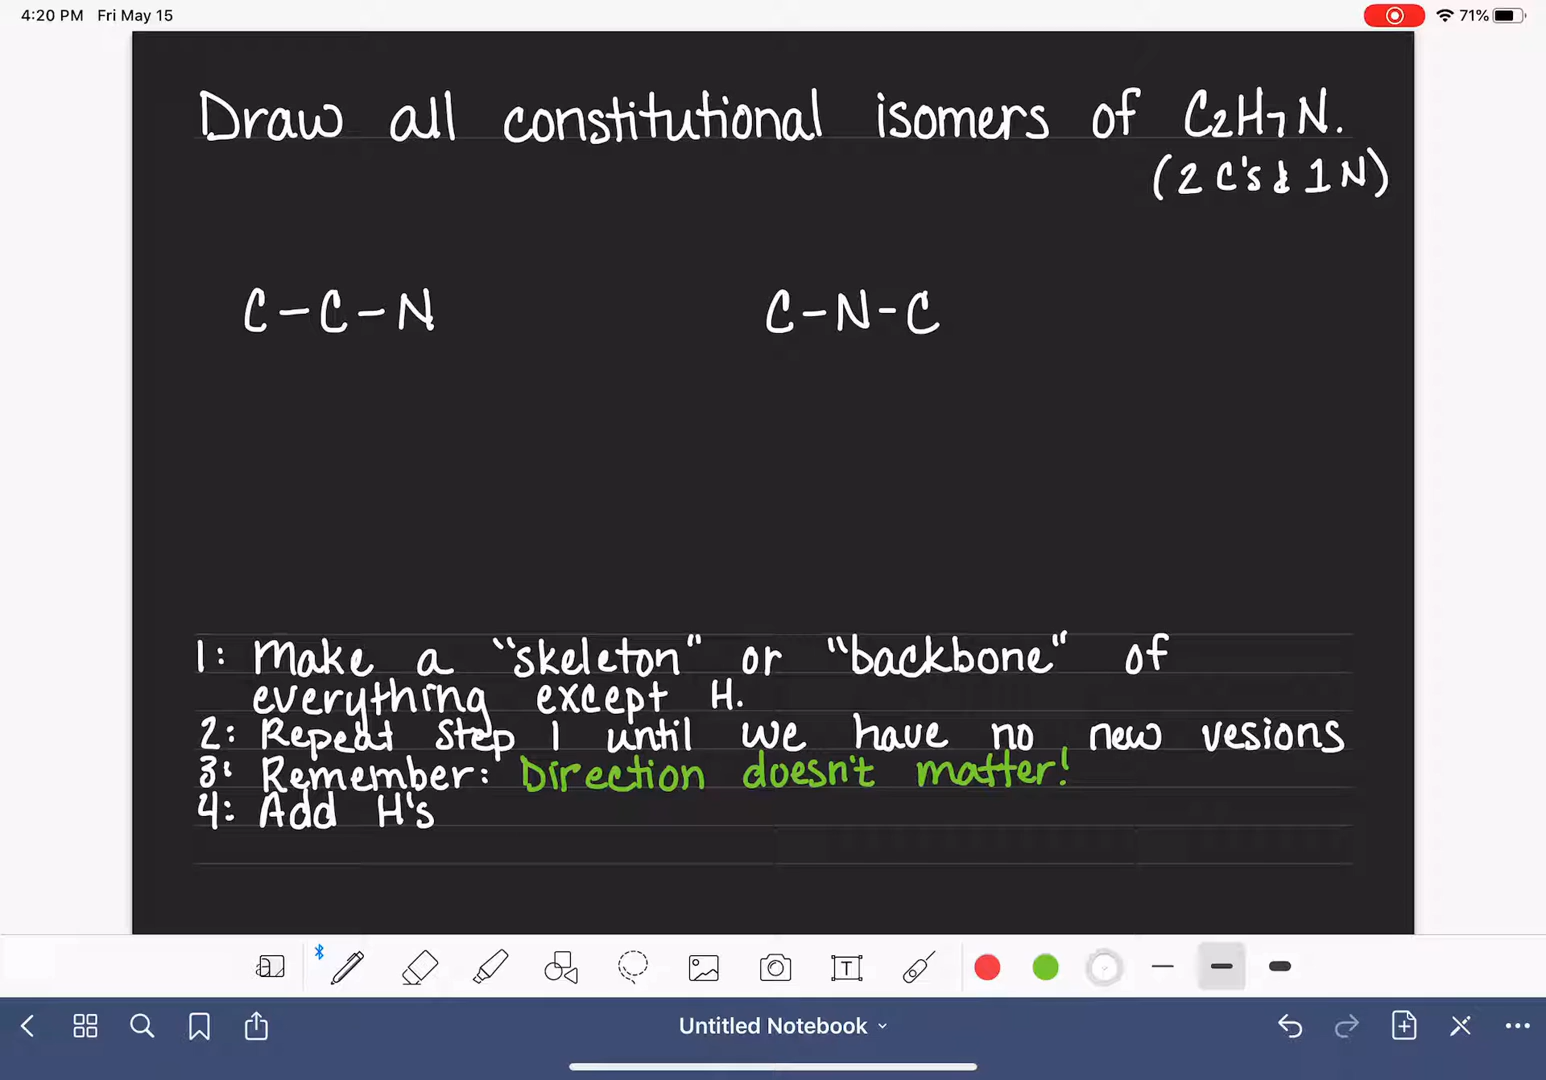 4:20 PM Fri May 15
71%
Draw all constitutional isomers of C₂H₇N.
(2 C's & 1 N)
C-C-N
C-N-C
1: Make a "skeleton" or "backbone" of
everything except H.
2: Repeat step 1 until we have no new vesions
3: Remember: Direction doesn't matter!
4: Add H's
T
Untitled Notebook